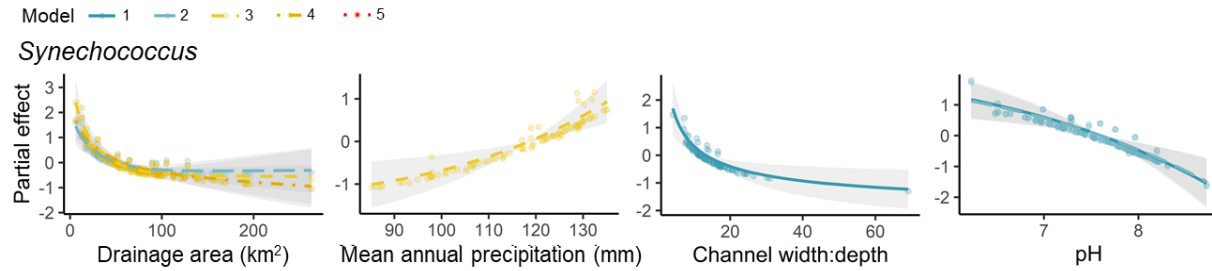 Model 1 2 3 4 5
Synechococcus
Partial effect
3
2
1
0
-1
-2
0 100 200
Drainage area (km²)
1
0
-1
90 100 110 120 130
Mean annual precipitation (mm)
2
1
0
-1
-2
20 40 60
Channel width:depth
1
0
-1
-2
7 8
pH